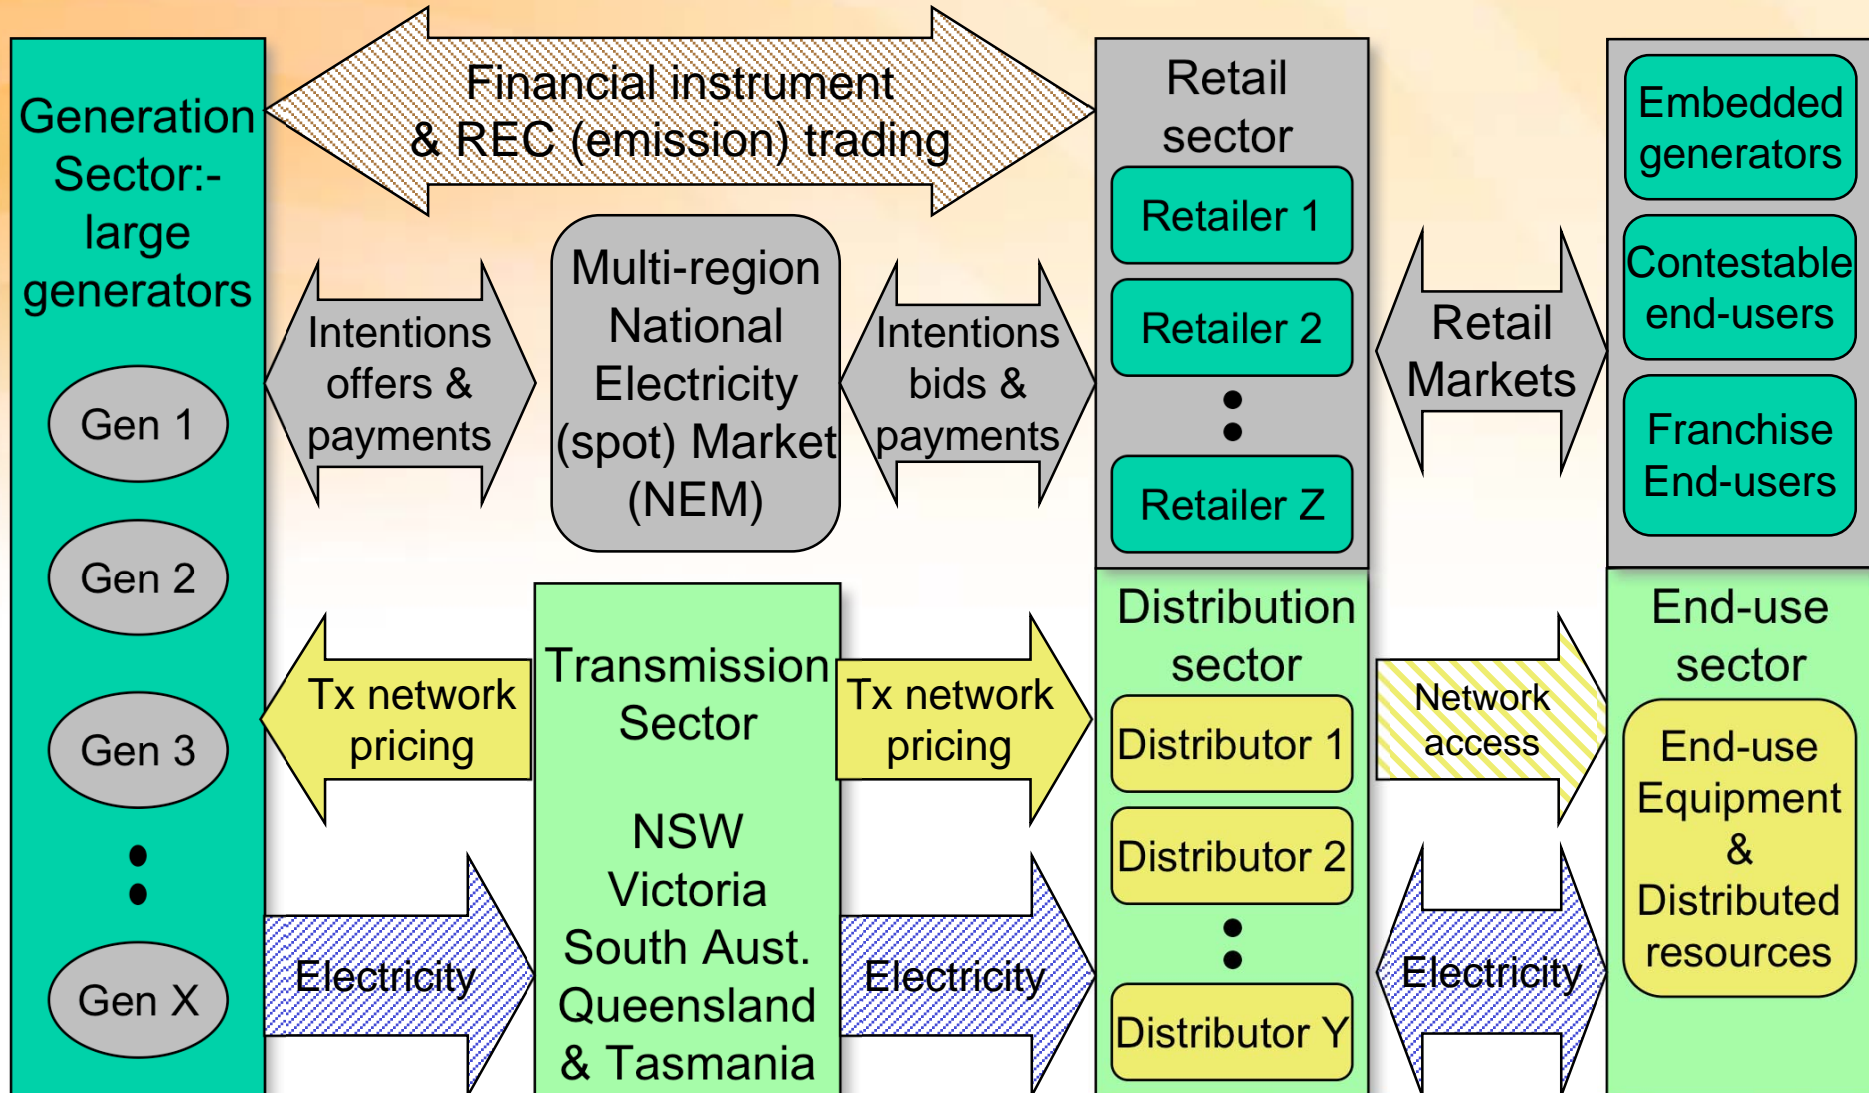 Generation
Sector:-
large
generators
Gen 1
Gen 2
Gen 3
Gen X
Financial instrument
& REC (emission) trading
Intentions
offers &
payments
Multi-region
National
Electricity
(spot) Market
(NEM)
Intentions
bids &
payments
Retail
sector
Retailer 1
Retailer 2
Retailer Z
Retail
Markets
Embedded
generators
Contestable
end-users
Franchise
End-users
Tx network
pricing
Transmission
Sector
NSW
Victoria
South Aust.
Queensland
& Tasmania
Tx network
pricing
Distribution
sector
Distributor 1
Distributor 2
Distributor Y
Network
access
End-use
sector
End-use
Equipment
&
Distributed
resources
Electricity
Electricity
Electricity